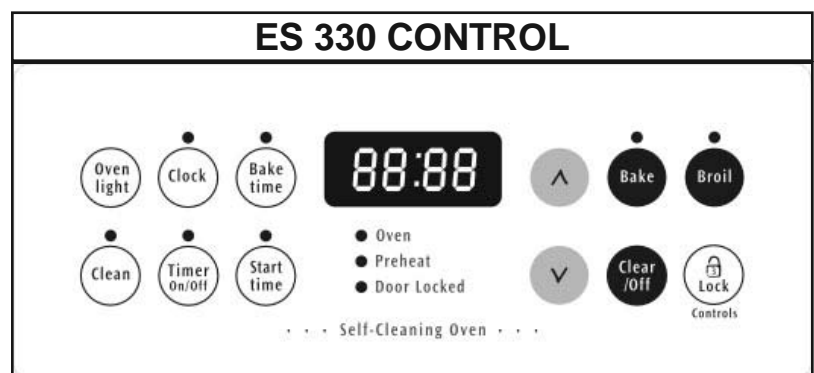 ES 330 CONTROL
Oven
light
Clock
Bake
time
88:88
Bake
Broil
Clean
Timer
On/Off
Start
time
Oven
Preheat
Door Locked
Clear
/Off
3
Lock
Controls
· · · Self-Cleaning Oven · · ·